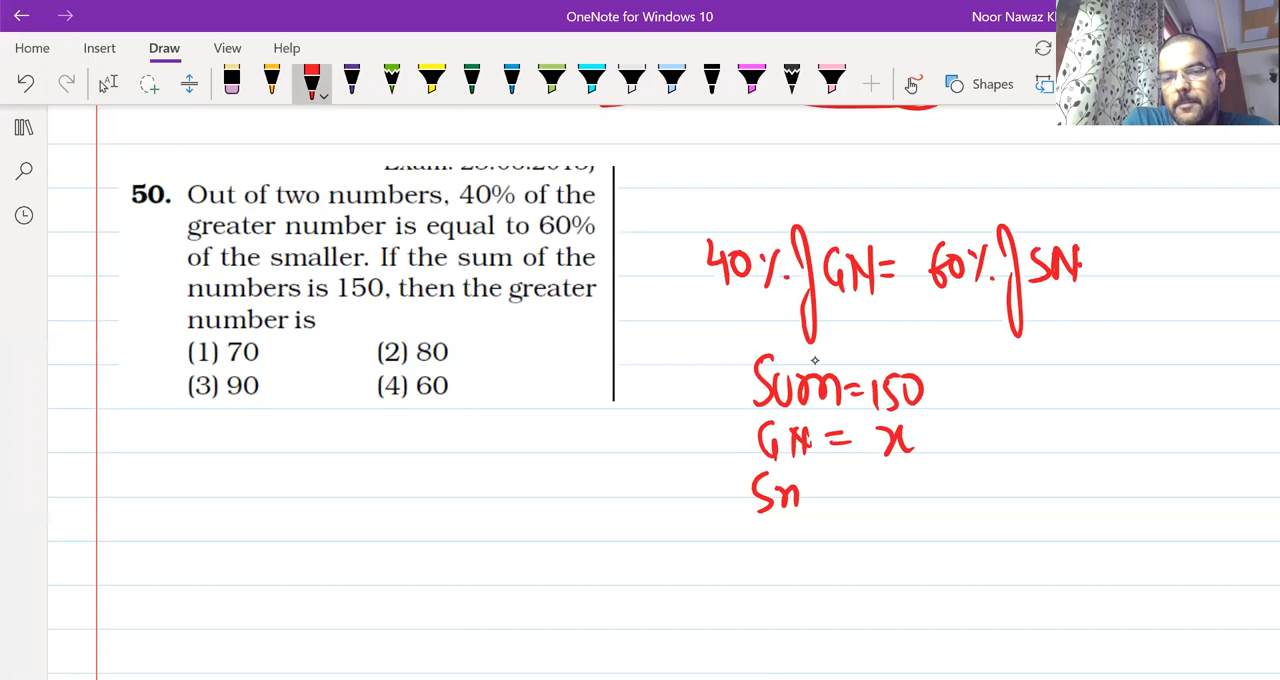 OneNote for Windows 10
Noor Nawaz
Home Insert Draw View Help
Shapes
50. Out of two numbers, 40% of the
greater number is equal to 60%
of the smaller. If the sum of the
numbers is 150, then the greater
number is
(1) 70 (2) 80
(3) 90 (4) 60
40% of GN = 60% of SN
Sum = 150
GN = x
Sn